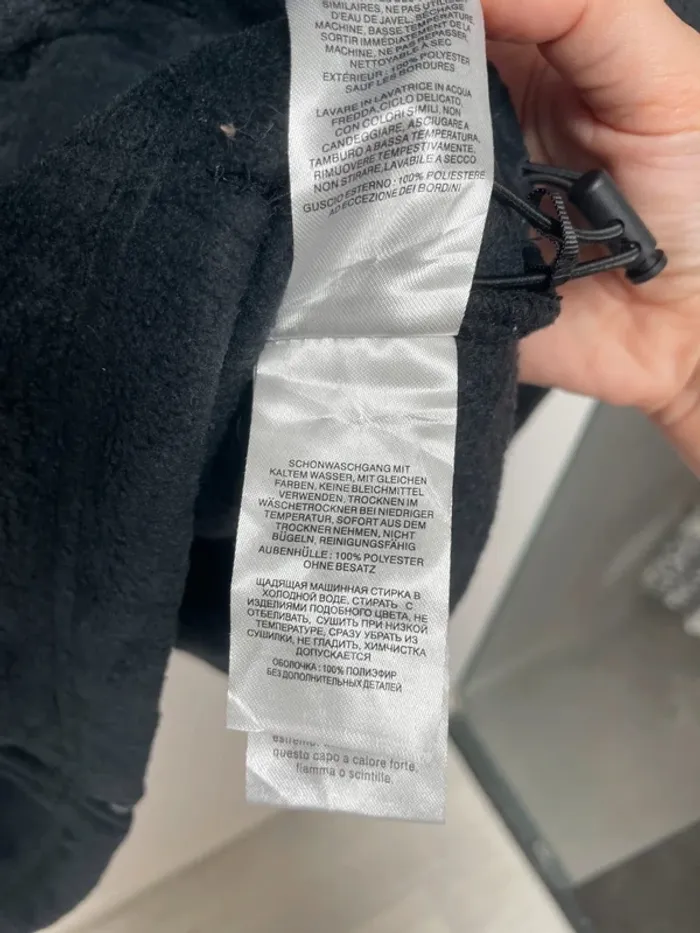 SIMILAIRES, NE PAS UTILISER
D'EAU DE JAVEL, SÉCHAGE
MACHINE, BASSE TEMPÉRATURE
SORTIR IMMÉDIATEMENT
MACHINE, NE PAS REPASSER,
NETTOYABLE À SEC
EXTÉRIEUR : 100% POLYESTER
SAUF LES BORDURES
LAVARE IN LAVATRICE IN ACQUA
FREDDA, CICLO DELICATO,
CON COLORI SIMILI, NON
CANDEGGIARE, ASCIUGARE A
TAMBURO A BASSA TEMPERATURA,
RIMUOVERE TEMPESTIVAMENTE,
NON STIRARE, LAVABILE A SECCO
GUSCIO ESTERNO : 100% POLIESTERE
AD ECCEZIONE DEI BORDINI
SCHONWASCHGANG MIT
KALTEM WASSER, MIT GLEICHEN
FARBEN, KEINE BLEICHMITTEL
VERWENDEN, TROCKNEN IM
WÄSCHETROCKNER BEI NIEDRIGER
TEMPERATUR, SOFORT AUS DEM
TROCKNER NEHMEN, NICHT
BÜGELN, REINIGUNGSFÄHIG
AUBENHÜLLE : 100% POLYESTER
OHNE BESATZ
ЩАДЯЩАЯ МАШИННАЯ СТИРКА В
ХОЛОДНОЙ ВОДЕ, СТИРАТЬ С
ИЗДЕЛИЯМИ ПОДОБНОГО ЦВЕТА, НЕ
ОТБЕЛИВАТЬ, СУШИТЬ ПРИ НИЗКОЙ
ТЕМПЕРАТУРЕ, СРАЗУ УБРАТЬ ИЗ
СУШИЛКИ, НЕ ГЛАДИТЬ, ХИМЧИСТКА
ДОПУСКАЕТСЯ
ОБОЛОЧКА : 100% ПОЛИЭФИР
БЕЗ ДОПОЛНИТЕЛЬНЫХ ДЕТАЛЕЙ
questo capo a calore forte,
fiamma o scintille.